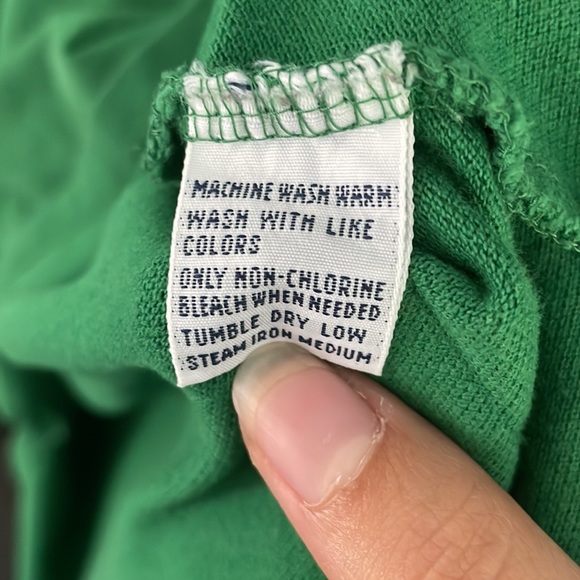 MACHINE WASH WARM
WASH WITH LIKE
COLORS
ONLY NON-CHLORINE
BLEACH WHEN NEEDED
TUMBLE DRY LOW
STEAM IRON MEDIUM